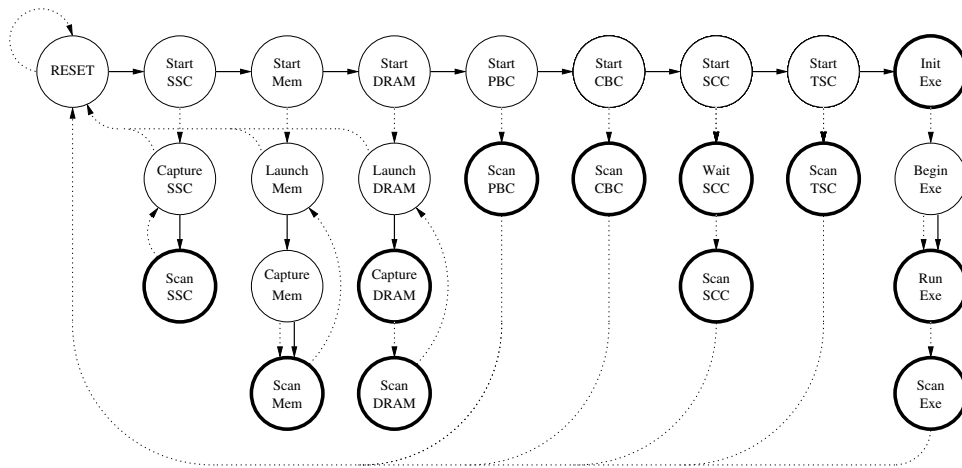 RESET
Start
SSC
Start
Mem
Start
DRAM
Start
PBC
Start
CBC
Start
SCC
Start
TSC
Init
Exe
Capture
SSC
Launch
Mem
Launch
DRAM
Scan
PBC
Scan
CBC
Wait
SCC
Scan
TSC
Begin
Exe
Scan
SSC
Capture
Mem
Capture
DRAM
Scan
SCC
Run
Exe
Scan
Mem
Scan
DRAM
Scan
Exe